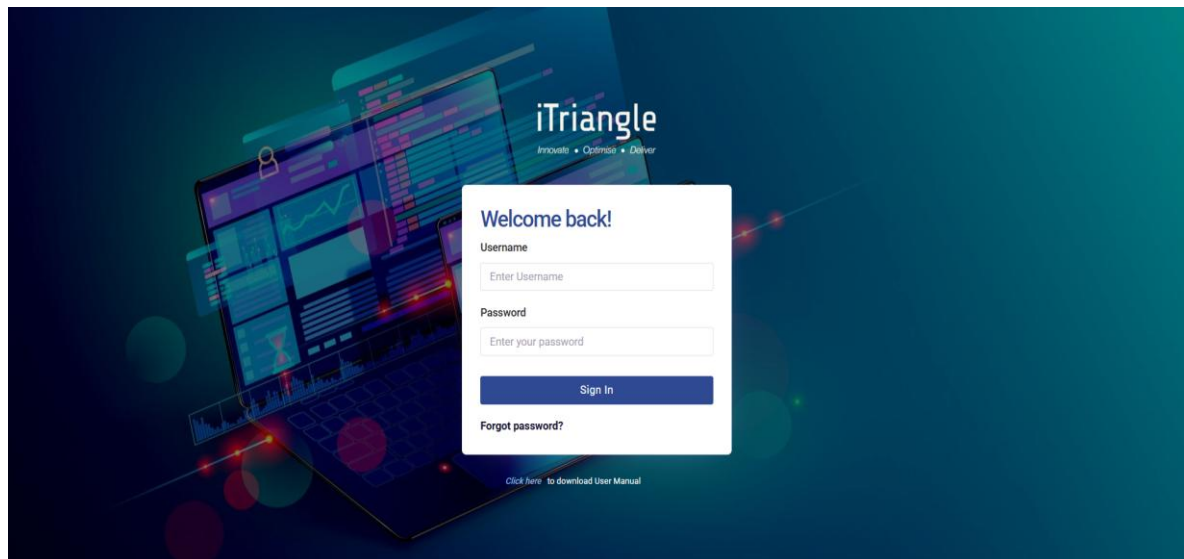 iTriangle
Innovate • Optimise • Deliver
Welcome back!
Username
Enter Username
Password
Enter your password
Sign In
Forgot password?
Click here to download User Manual